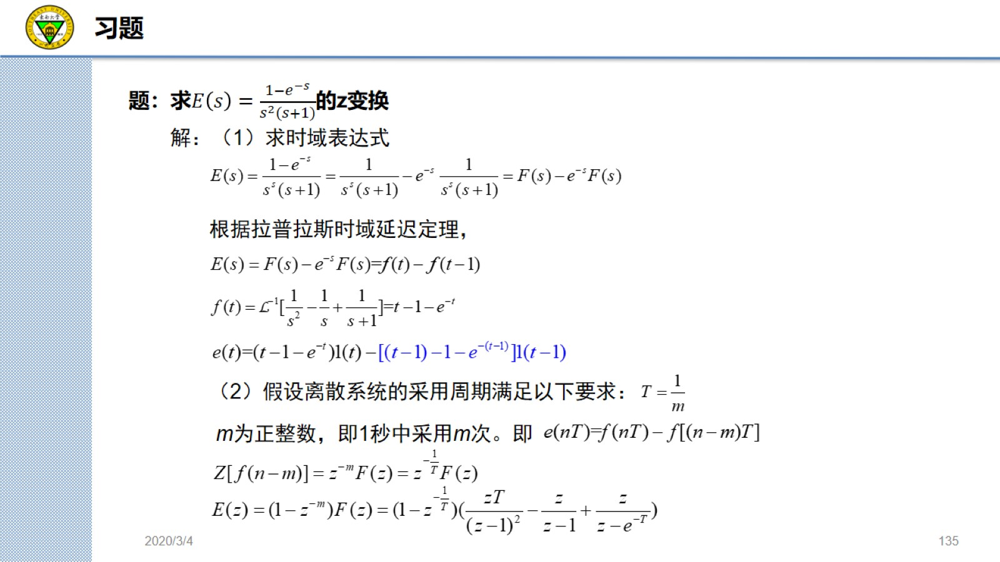 习题
题：求E(s) = \frac{1-e^{-s}}{s^2(s+1)}的z变换
解：（1）求时域表达式
E(s) = \frac{1-e^{-s}}{s^s(s+1)} = \frac{1}{s^s(s+1)} - e^{-s}\frac{1}{s^s(s+1)} = F(s) - e^{-s}F(s)
根据拉普拉斯时域延迟定理，
E(s) = F(s) - e^{-s}F(s)=f(t) - f(t-1)
f(t) = ℒ^{-1}[\frac{1}{s^2} - \frac{1}{s} + \frac{1}{s+1}]=t-1-e^{-t}
e(t)=(t-1-e^{-t})1(t)-[(t-1)-1-e^{-(t-1)}]1(t-1)
（2）假设离散系统的采用周期满足以下要求： T = \frac{1}{m}
m为正整数，即1秒中采用m次。即 e(nT)=f(nT) - f[(n-m)T]
Z[f(n-m)] = z^{-m}F(z) = z^{-\frac{1}{T}}F(z)
E(z) = (1-z^{-m})F(z) = (1-z^{-\frac{1}{T}})(\frac{zT}{(z-1)^2} - \frac{z}{z-1} + \frac{z}{z-e^{-T}})
2020/3/4
135